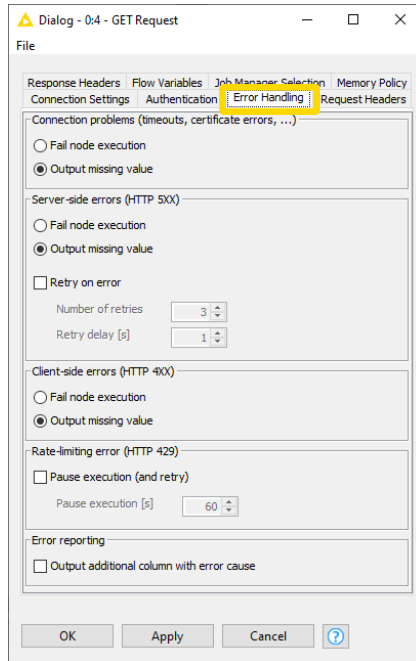 Dialog - 0:4 - GET Request
File
Response Headers Flow Variables Job Manager Selection Memory Policy
Connection Settings Authentication Error Handling Request Headers
Connection problems (timeouts, certificate errors, ...)
Fail node execution
Output missing value
Server-side errors (HTTP 5XX)
Fail node execution
Output missing value
Retry on error
Number of retries 3
Retry delay [s] 1
Client-side errors (HTTP 4XX)
Fail node execution
Output missing value
Rate-limiting error (HTTP 429)
Pause execution (and retry)
Pause execution [s] 60
Error reporting
Output additional column with error cause
OK Apply Cancel ?